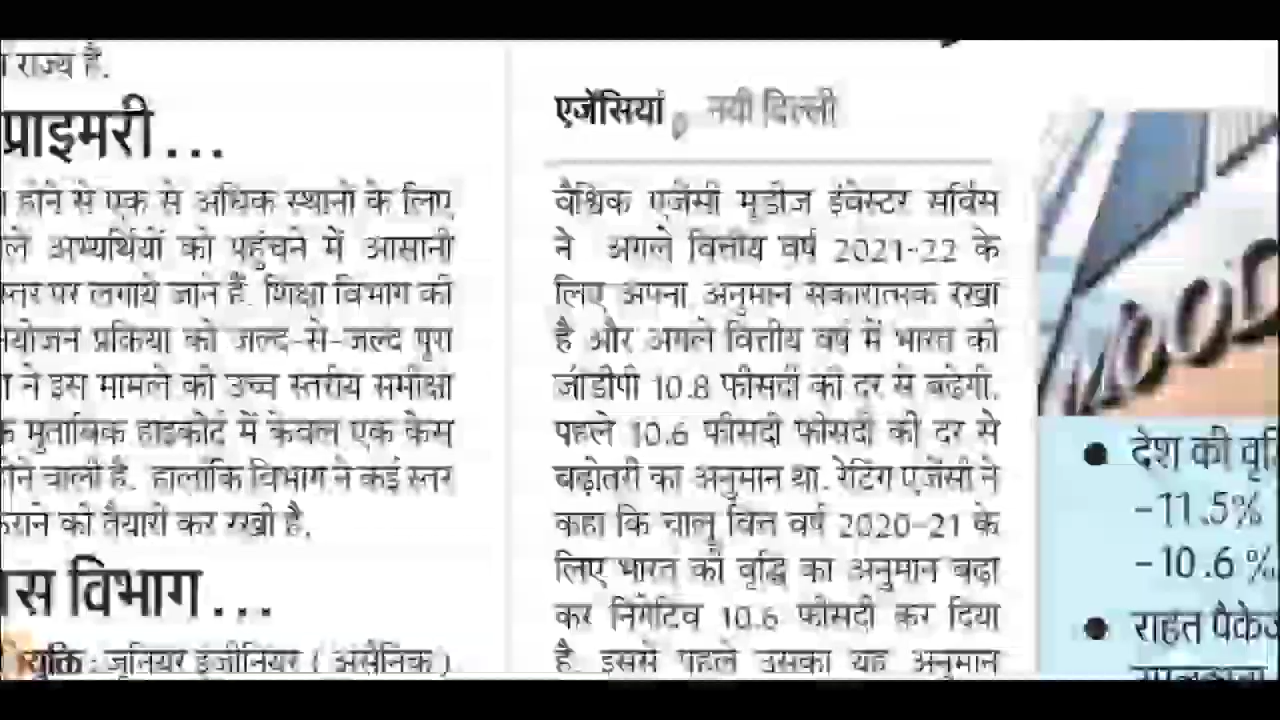 राज्य है.
प्राइमरी...
होने से एक से अधिक स्थानों के लिए
अभ्यर्थियों को पहुंचने में आसानी
स्तर पर लगाये जाने हैं. शिक्षा विभाग की
नियोजन प्रक्रिया को जल्द-से-जल्द पूरा
ने इस मामले की उच्च स्तरीय समीक्षा
मुताबिक हाइकोर्ट में केवल एक केस
होने वाली है. हालांकि विभाग ने कई स्तर
कराने की तैयारी कर रखी है.
विभाग...
जूनियर इंजीनियर ( असैनिक ).
एजेंसियां नयी दिल्ली
वैश्विक एजेंसी मूडीज इंवेस्टर सर्विस
ने अगले वित्तीय वर्ष 2021-22 के
लिए अपना अनुमान सकारात्मक रखा
है और अगले वित्तीय वर्ष में भारत की
जीडीपी 10.8 फीसदी की दर से बढेगी.
पहले 10.6 फीसदी फीसदी की दर से
बढ़ोतरी का अनुमान था. रेटिंग एजेंसी ने
कहा कि चालू वित्त वर्ष 2020-21 के
लिए भारत की वृद्धि का अनुमान बढ़ा
कर निगेटिव 10.6 फीसदी कर दिया
है. इससे पहले उसका यह अनुमान
MOOD
● देश की
-11.5%
-10.6 %.
● राहत